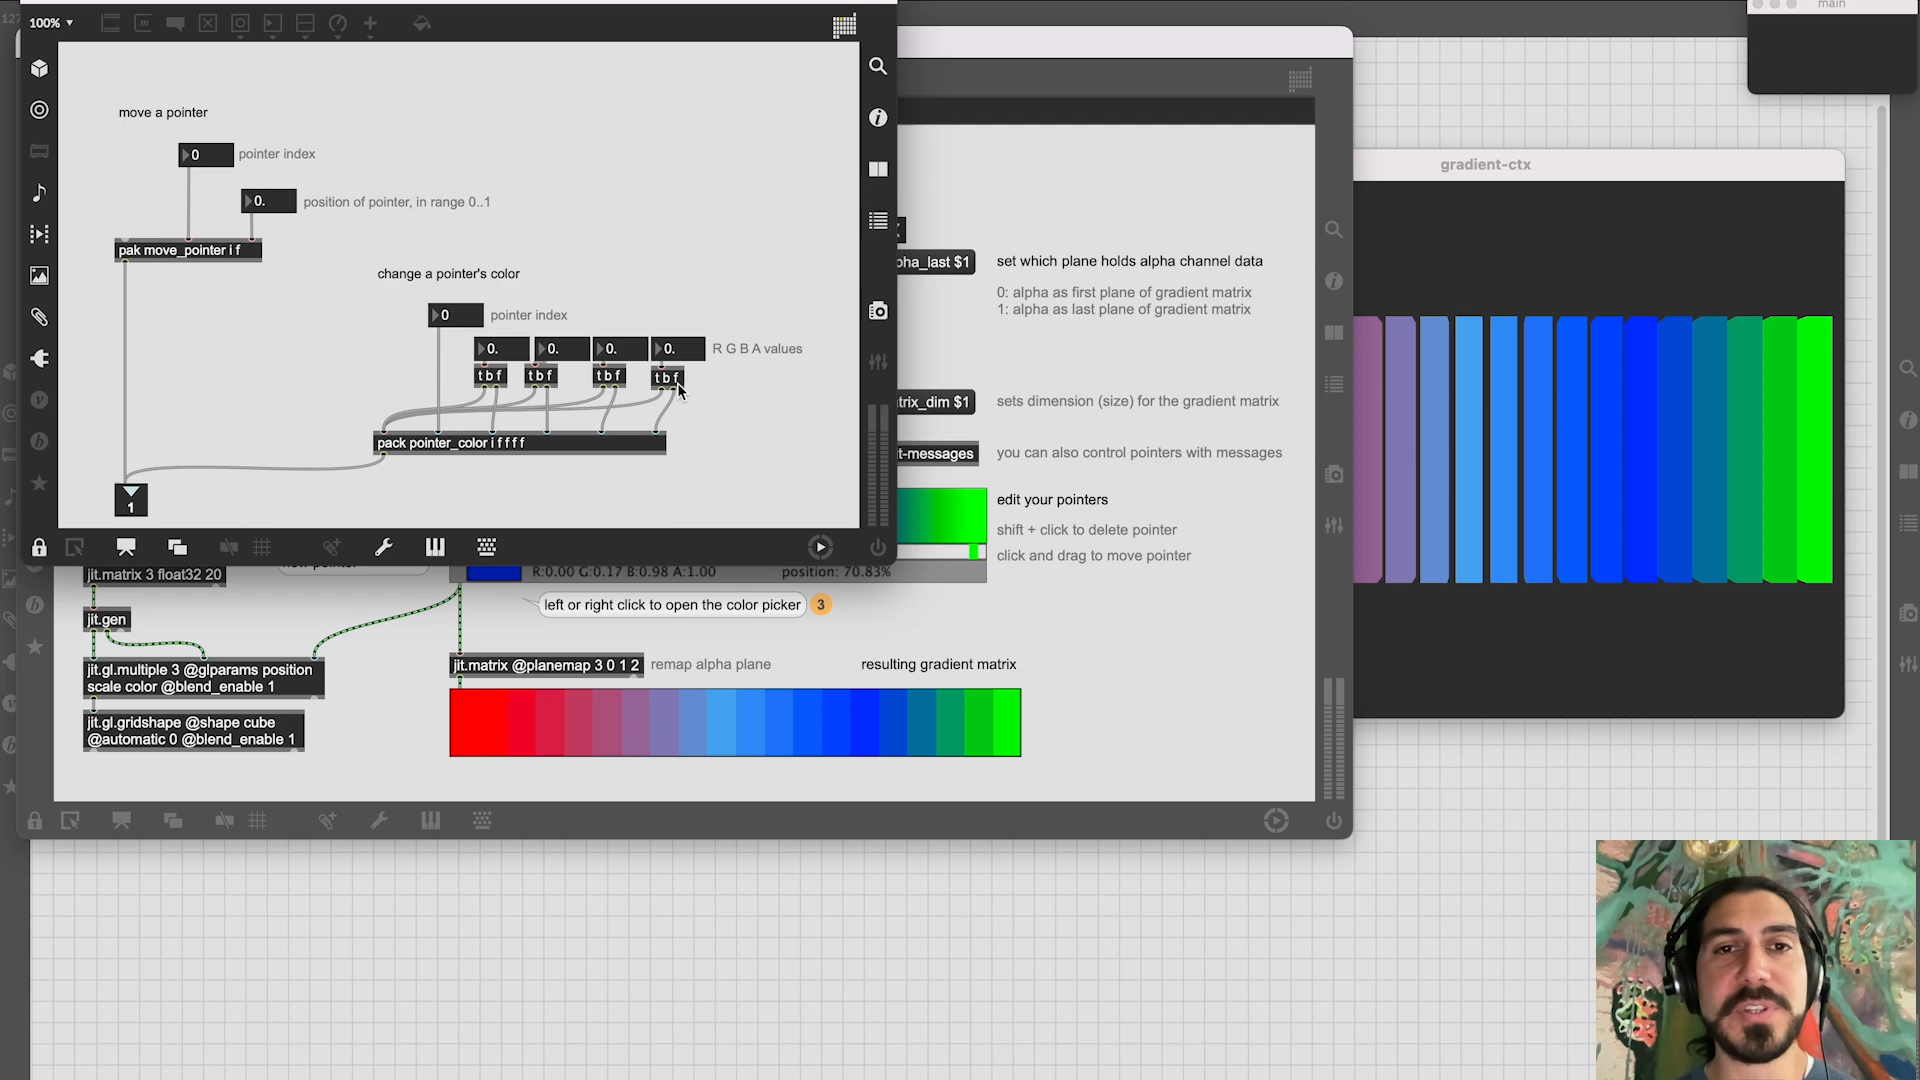 100% ▾
main
move a pointer
0
pointer index
0.
position of pointer, in range 0..1
pak move_pointer i f
change a pointer's color
0
pointer index
0. 0. 0. 0.
R G B A values
t b f t b f t b f t b f
pack pointer_color i f f f f
1
gradient-ctx
pha_last $1
set which plane holds alpha channel data
0: alpha as first plane of gradient matrix
1: alpha as last plane of gradient matrix
trix_dim $1
sets dimension (size) for the gradient matrix
t-messages
you can also control pointers with messages
edit your pointers
shift + click to delete pointer
click and drag to move pointer
jit.matrix 3 float32 20
R:0.00 G:0.17 B:0.98 A:1.00
position: 70.83%
left or right click to open the color picker
3
jit.gen
jit.gl.multiple 3 @glparams position
scale color @blend_enable 1
jit.matrix @planemap 3 0 1 2
remap alpha plane
resulting gradient matrix
jit.gl.gridshape @shape cube
@automatic 0 @blend_enable 1